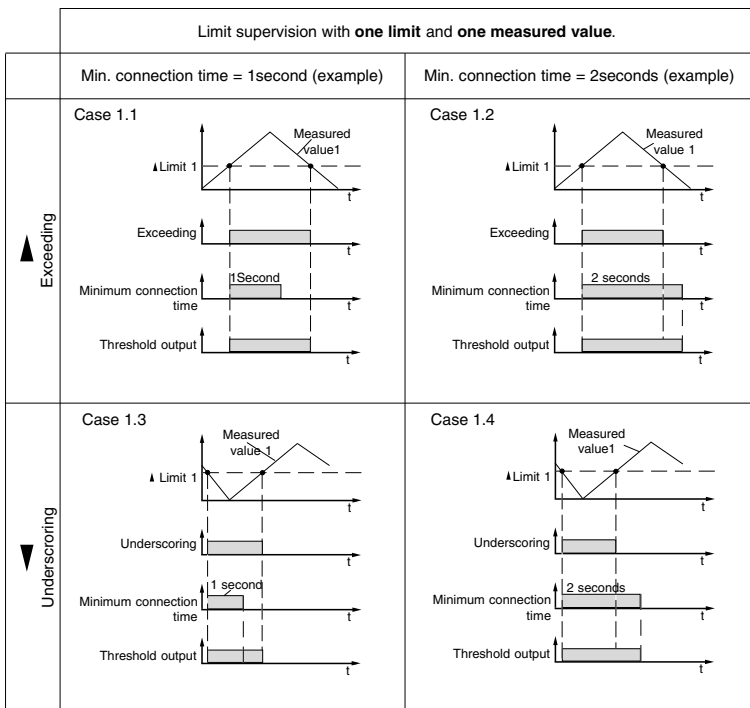 Limit supervision with one limit and one measured value.
Min. connection time = 1second (example)
Min. connection time = 2seconds (example)
Exceeding
Case 1.1
Measured
value1
Limit 1
t
Exceeding
t
1Second
Minimum connection
time
t
Threshold output
t
Case 1.2
Measured
value 1
Limit 1
t
Exceeding
t
2 seconds
Minimum connection
time
t
Threshold output
t
Underscroring
Case 1.3
Measured
value 1
Limit 1
t
Underscoring
t
1 second
Minimum connection
time
t
Threshold output
t
Case 1.4
Measured
value1
Limit 1
t
Underscoring
t
2 seconds
Minimum connection
time
t
Threshold output
t